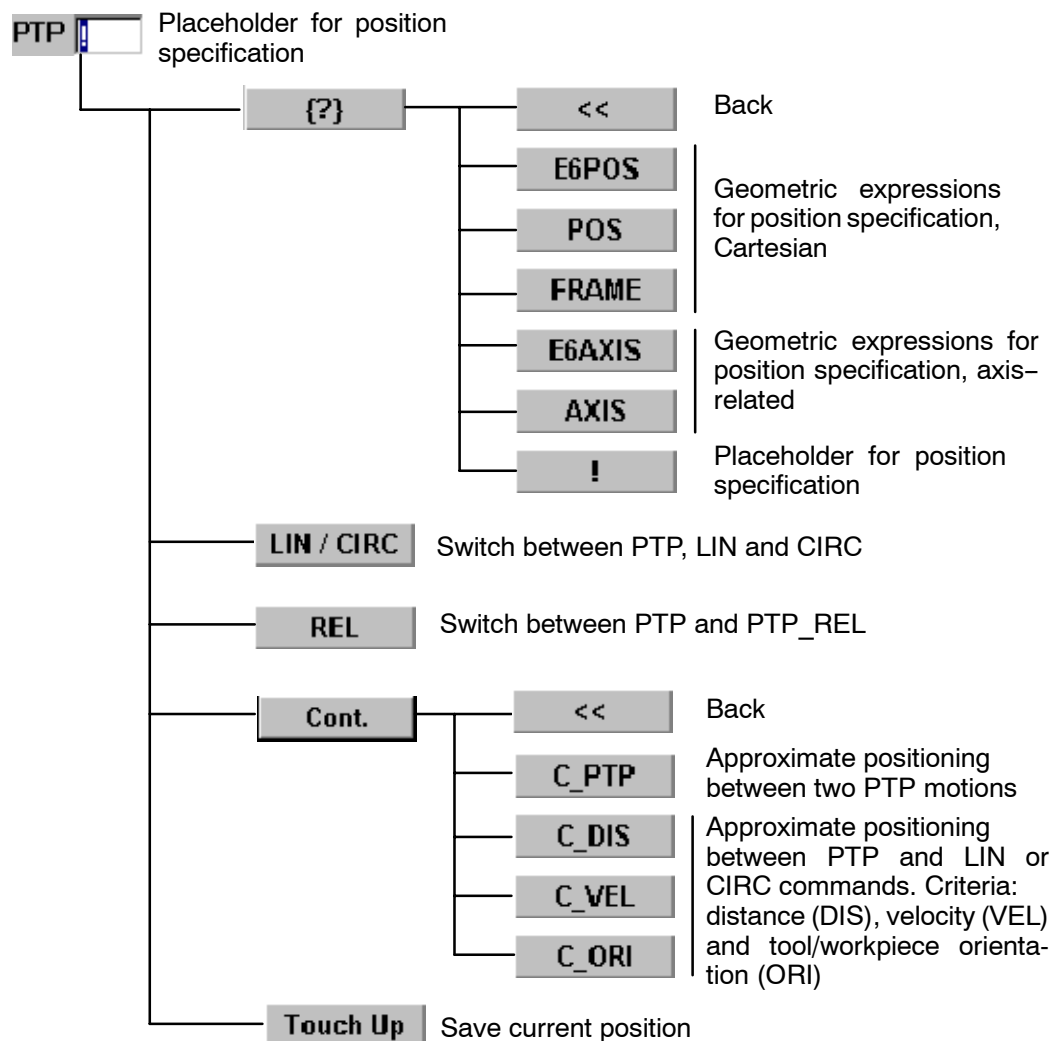 PTP ! Placeholder for position
specification
{?}
<< Back
E6POS
POS
FRAME
Geometric expressions
for position specification,
Cartesian
E6AXIS
AXIS
Geometric expressions for
position specification, axis–
related
! Placeholder for position
specification
LIN / CIRC Switch between PTP, LIN and CIRC
REL Switch between PTP and PTP_REL
Cont.
<< Back
C_PTP Approximate positioning
between two PTP motions
C_DIS
C_VEL
C_ORI
Approximate positioning
between PTP and LIN or
CIRC commands. Criteria:
distance (DIS), velocity (VEL)
and tool/workpiece orienta-
tion (ORI)
Touch Up Save current position